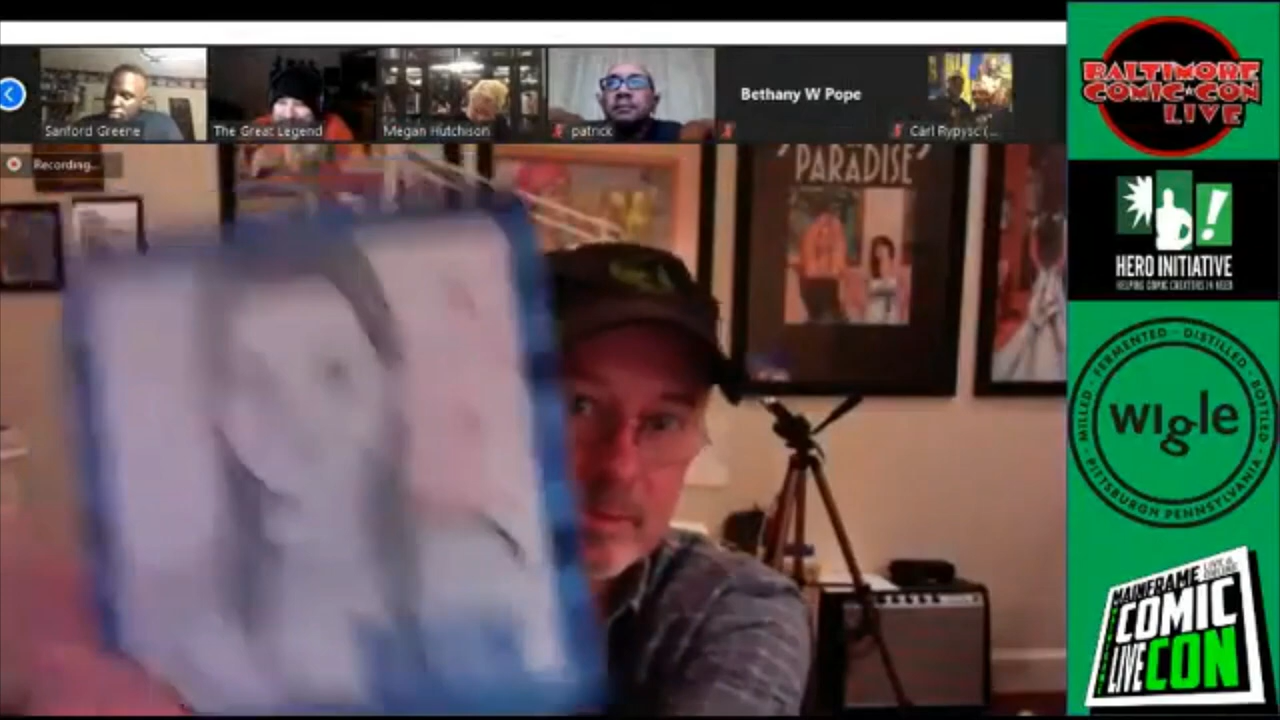 Sanford Greene
The Great Legend
Megan Hutchison
patrick
Bethany W Pope
Carl Rypysc (...
Recording...
PARADISE
BALTIMORE
COMIC-CON
LIVE
HERO INITIATIVE
HELPING COMIC CREATORS IN NEED
MILLED · FERMENTED · DISTILLED · BOTTLED
wigle
PITTSBURGH PENNSYLVANIA
MAINFRAME
COMIC
LIVE CON